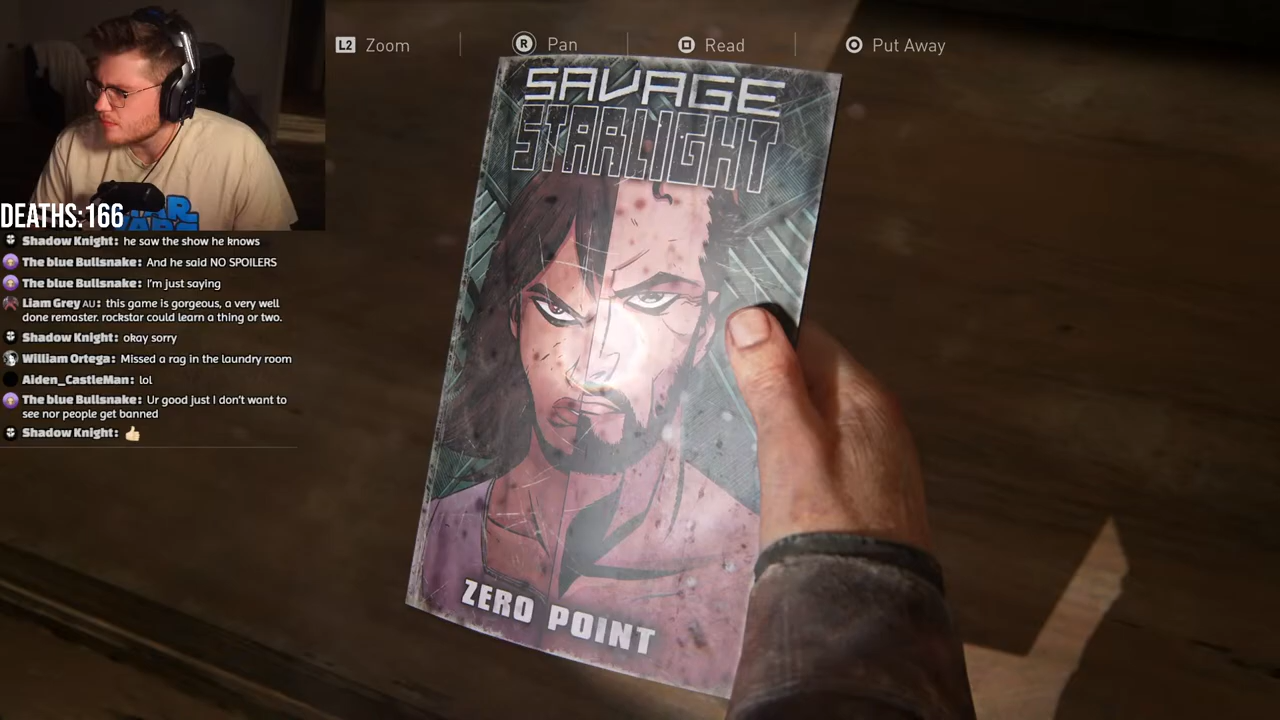 L2 Zoom
R Pan
Read
Put Away
SAVAGE
STARLIGHT
ZERO POINT
DEATHS:166
Shadow Knight: he saw the show he knows
The blue Bullsnake: And he said NO SPOILERS
The blue Bullsnake: I'm just saying
Liam Grey AU: this game is gorgeous, a very well
done remaster. rockstar could learn a thing or two.
Shadow Knight: okay sorry
William Ortega: Missed a rag in the laundry room
Aiden_CastleMan: lol
The blue Bullsnake: Ur good just I don't want to
see nor people get banned
Shadow Knight: 👍🏻